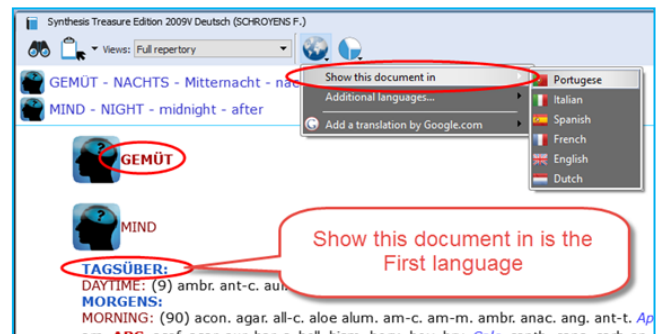 Synthesis Treasure Edition 2009V Deutsch (SCHROYENS F.)
Views: Full repertory
Show this document in
Additional languages...
Add a translation by Google.com
Portugese
Italian
Spanish
French
English
Dutch
GEMÜT - NACHTS - Mitternacht -
MIND - NIGHT - midnight - after
GEMÜT
MIND
Show this document in is the
First language
TAGSÜBER:
DAYTIME: (9) ambr. ant-c.
MORGENS:
MORNING: (90) acon. agar. all-c. aloe alum. am-c. am-m. ambr. anac. ang. ant-t.